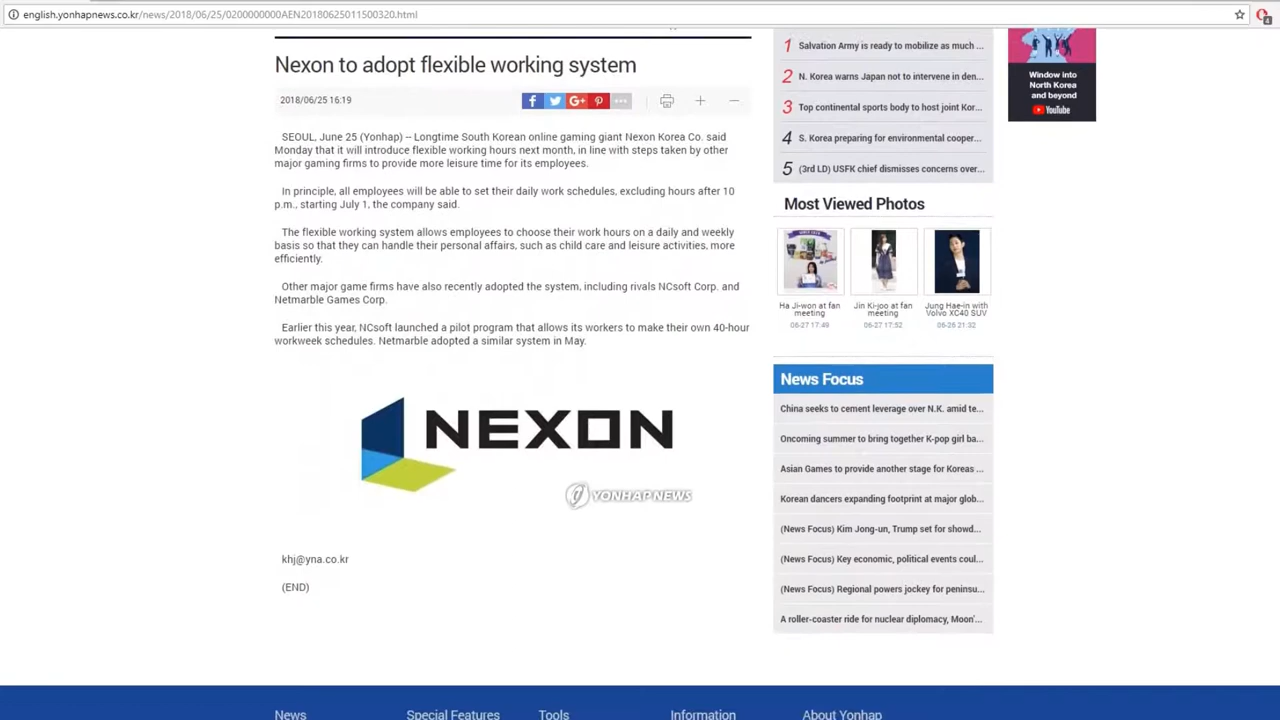 english.yonhapnews.co.kr/news/2018/06/25/0200000000AEN20180625011500320.html
4
Nexon to adopt flexible working system
2018/06/25 16:19
SEOUL, June 25 (Yonhap) -- Longtime South Korean online gaming giant Nexon Korea Co. said
Monday that it will introduce flexible working hours next month, in line with steps taken by other
major gaming firms to provide more leisure time for its employees.
In principle, all employees will be able to set their daily work schedules, excluding hours after 10
p.m., starting July 1, the company said.
The flexible working system allows employees to choose their work hours on a daily and weekly
basis so that they can handle their personal affairs, such as child care and leisure activities, more
efficiently.
Other major game firms have also recently adopted the system, including rivals NCsoft Corp. and
Netmarble Games Corp.
Earlier this year, NCsoft launched a pilot program that allows its workers to make their own 40-hour
workweek schedules. Netmarble adopted a similar system in May.
NEXON
YONHAP NEWS
khj@yna.co.kr
(END)
1 Salvation Army is ready to mobilize as much ...
2 N. Korea warns Japan not to intervene in den...
3 Top continental sports body to host joint Kor...
4 S. Korea preparing for environmental cooper...
5 (3rd LD) USFK chief dismisses concerns over...
Most Viewed Photos
Ha Ji-won at fan
meeting
06-27 17:49
Jin Ki-joo at fan
meeting
06-27 17:52
Jung Hae-in with
Volvo XC40 SUV
06-26 21:32
News Focus
China seeks to cement leverage over N.K. amid te...
Oncoming summer to bring together K-pop girl ba...
Asian Games to provide another stage for Koreas ...
Korean dancers expanding footprint at major glob...
(News Focus) Kim Jong-un, Trump set for showd...
(News Focus) Key economic, political events coul...
(News Focus) Regional powers jockey for peninsu...
A roller-coaster ride for nuclear diplomacy, Moon'...
Window into
North Korea
and beyond
YouTube
News
Special Features
Tools
Information
About Yonhap